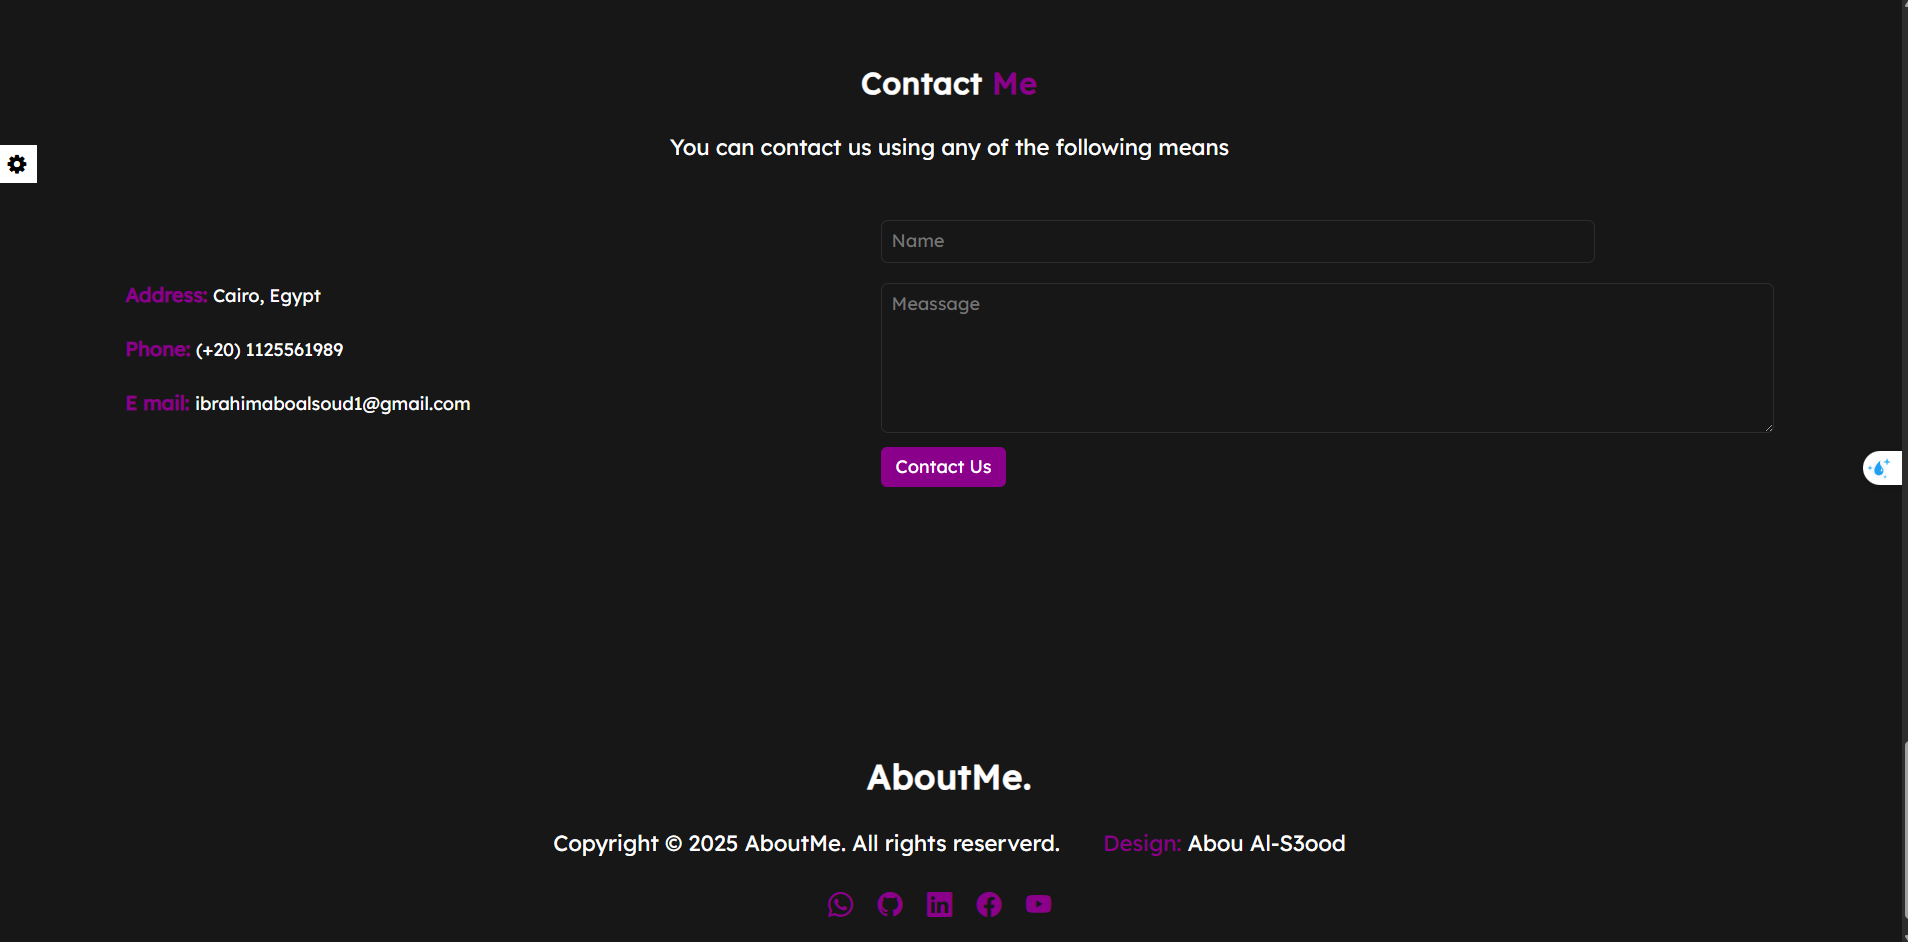 Contact Me
You can contact us using any of the following means
Address: Cairo, Egypt
Phone: (+20) 1125561989
E mail: ibrahimaboalsoud1@gmail.com
Name
Meassage
Contact Us
AboutMe.
Copyright © 2025 AboutMe. All rights reserverd. Design: Abou Al-S3ood